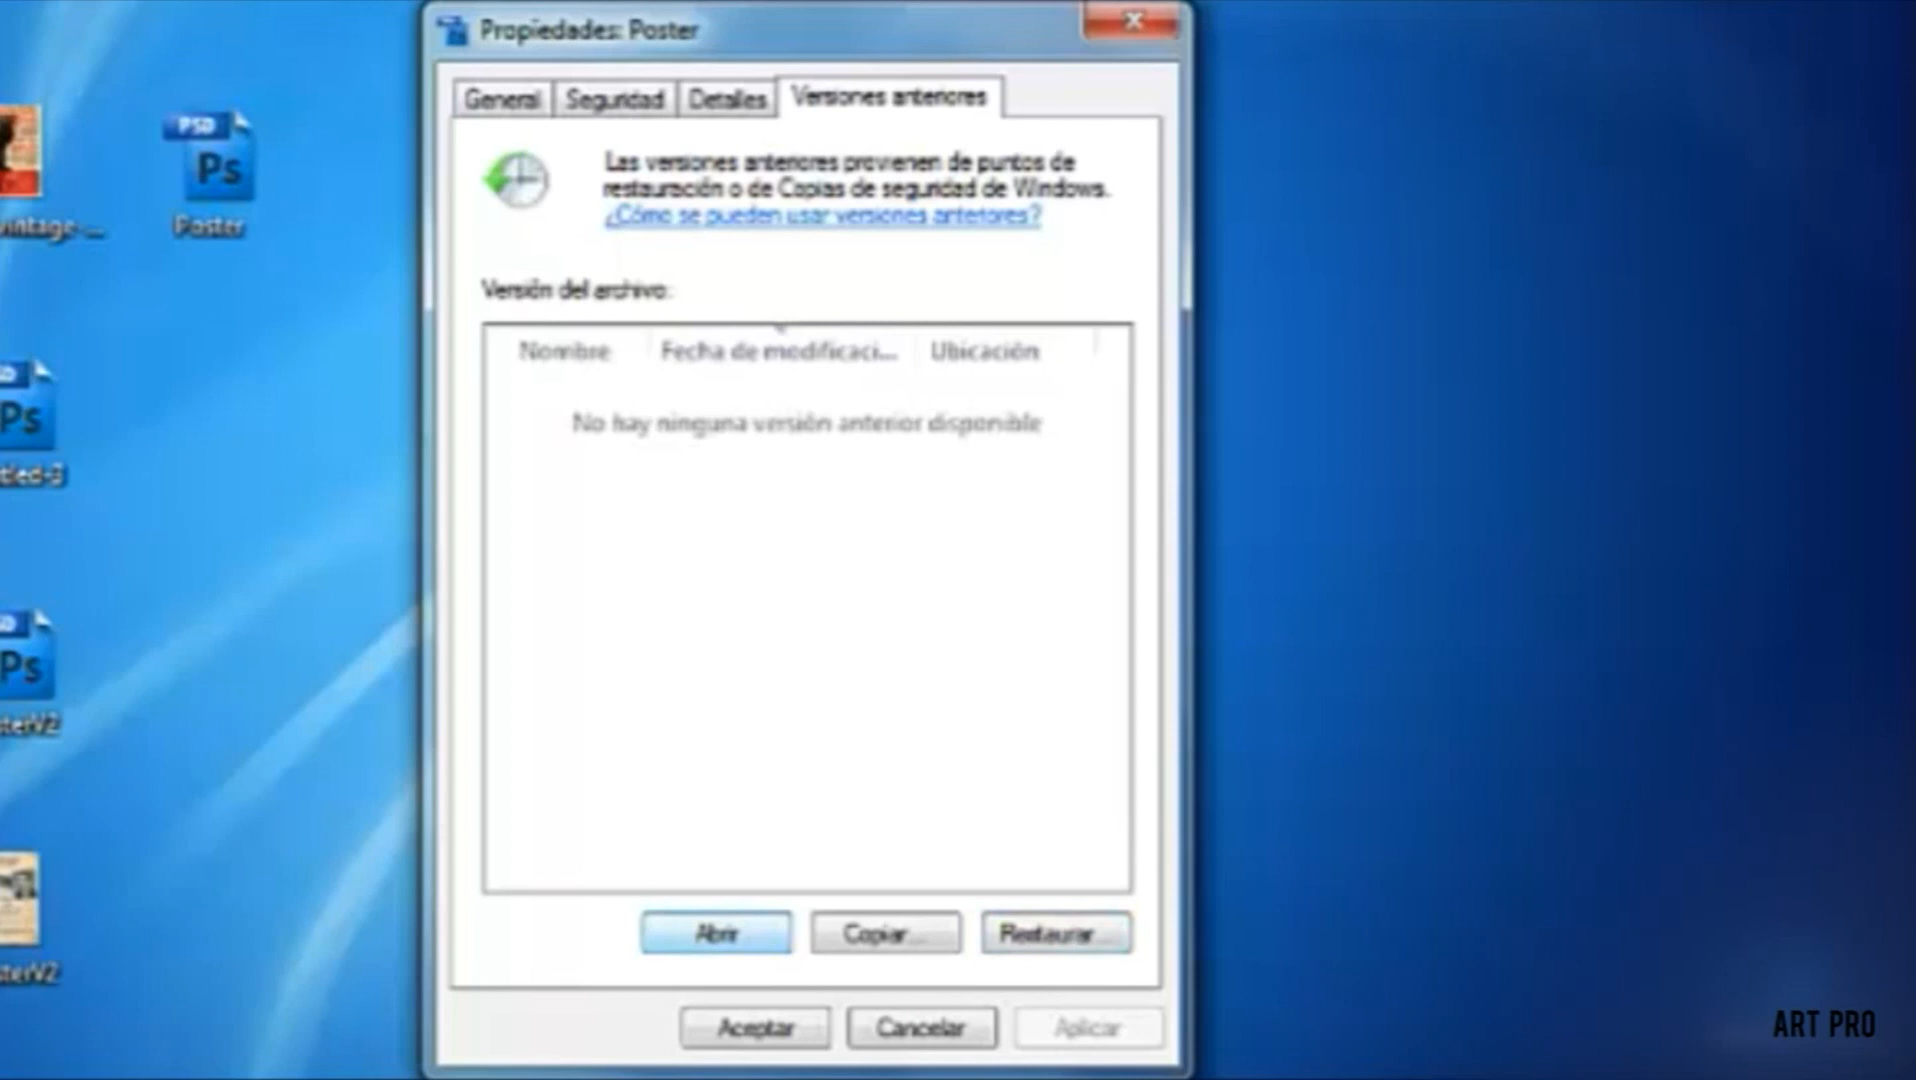 Propiedades: Poster
General
Seguridad
Detalles
Versiones anteriores
PSD
Ps
Poster
vintage-...
Las versiones anteriores provienen de puntos de
restauración o de Copias de seguridad de Windows.
¿Cómo se pueden usar versiones anteriores?
Versión del archivo:
Nombre
Fecha de modificaci...
Ubicación
No hay ninguna versión anterior disponible
Ps
tled-3
Ps
sterV2
sterV2
Abrir
Copiar...
Restaurar...
Aceptar
Cancelar
Aplicar
ART PRO